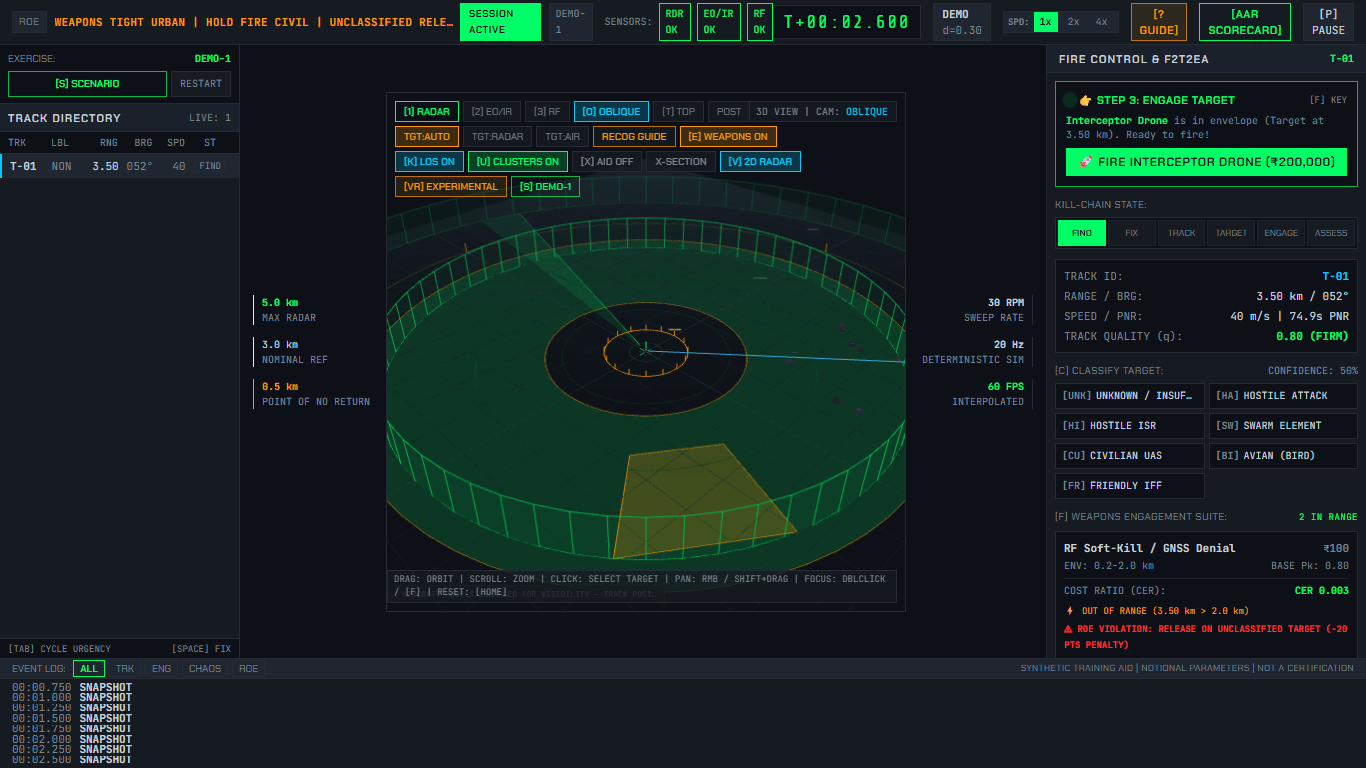 ROE WEAPONS TIGHT URBAN | HOLD FIRE CIVIL | UNCLASSIFIED RELE…
SESSION ACTIVE
DEMO-1
SENSORS:
RDR OK
EO/IR OK
RF OK
T+00:02.600
DEMO
d=0.30
SPD: 1x 2x 4x
[? GUIDE]
[AAR SCORECARD]
[P] PAUSE
EXERCISE: DEMO-1
[S] SCENARIO RESTART
TRACK DIRECTORY LIVE: 1
TRK LBL RNG BRG SPD ST
T-01 NON 3.50 052° 40 FIND
[TAB] CYCLE URGENCY [SPACE] FIX
[1] RADAR [2] EO/IR [3] RF [O] OBLIQUE [T] TOP POST 3D VIEW | CAM: OBLIQUE
TGT:AUTO TGT:RADAR TGT:AIR RECOG GUIDE [E] WEAPONS ON
[K] LOS ON [U] CLUSTERS ON [X] AID OFF X-SECTION [V] 2D RADAR
[VR] EXPERIMENTAL [S] DEMO-1
5.0 km
MAX RADAR
3.0 km
NOMINAL REF
0.5 km
POINT OF NO RETURN
30 RPM
SWEEP RATE
20 Hz
DETERMINISTIC SIM
60 FPS
INTERPOLATED
DRAG: ORBIT | SCROLL: ZOOM | CLICK: SELECT TARGET | PAN: RMB / SHIFT+DRAG | FOCUS: DBLCLICK
/ [F] | RESET: [HOME]
FOR VISIBILITY — TRACK POSI…
FIRE CONTROL & F2T2EA T-01
👉 STEP 3: ENGAGE TARGET [F] KEY
Interceptor Drone is in envelope (Target at
3.50 km). Ready to fire!
🚀 FIRE INTERCEPTOR DRONE (₹200,000)
KILL-CHAIN STATE:
FIND FIX TRACK TARGET ENGAGE ASSESS
TRACK ID: T-01
RANGE / BRG: 3.50 km / 052°
SPEED / PNR: 40 m/s | 74.9s PNR
TRACK QUALITY (q): 0.80 (FIRM)
[C] CLASSIFY TARGET: CONFIDENCE: 50%
[UNK] UNKNOWN / INSUF… [HA] HOSTILE ATTACK
[HI] HOSTILE ISR [SW] SWARM ELEMENT
[CU] CIVILIAN UAS [BI] AVIAN (BIRD)
[FR] FRIENDLY IFF
[F] WEAPONS ENGAGEMENT SUITE: 2 IN RANGE
RF Soft-Kill / GNSS Denial ₹100
ENV: 0.2-2.0 km BASE Pk: 0.80
COST RATIO (CER): CER 0.003
⚡ OUT OF RANGE (3.50 km > 2.0 km)
⚠ ROE VIOLATION: RELEASE ON UNCLASSIFIED TARGET (-20
PTS PENALTY)
EVENT LOG: ALL TRK ENG CHAOS ROE
SYNTHETIC TRAINING AID | NOTIONAL PARAMETERS | NOT A CERTIFICATION
00:00.750 SNAPSHOT
00:01.000 SNAPSHOT
00:01.250 SNAPSHOT
00:01.500 SNAPSHOT
00:01.750 SNAPSHOT
00:02.000 SNAPSHOT
00:02.250 SNAPSHOT
00:02.500 SNAPSHOT